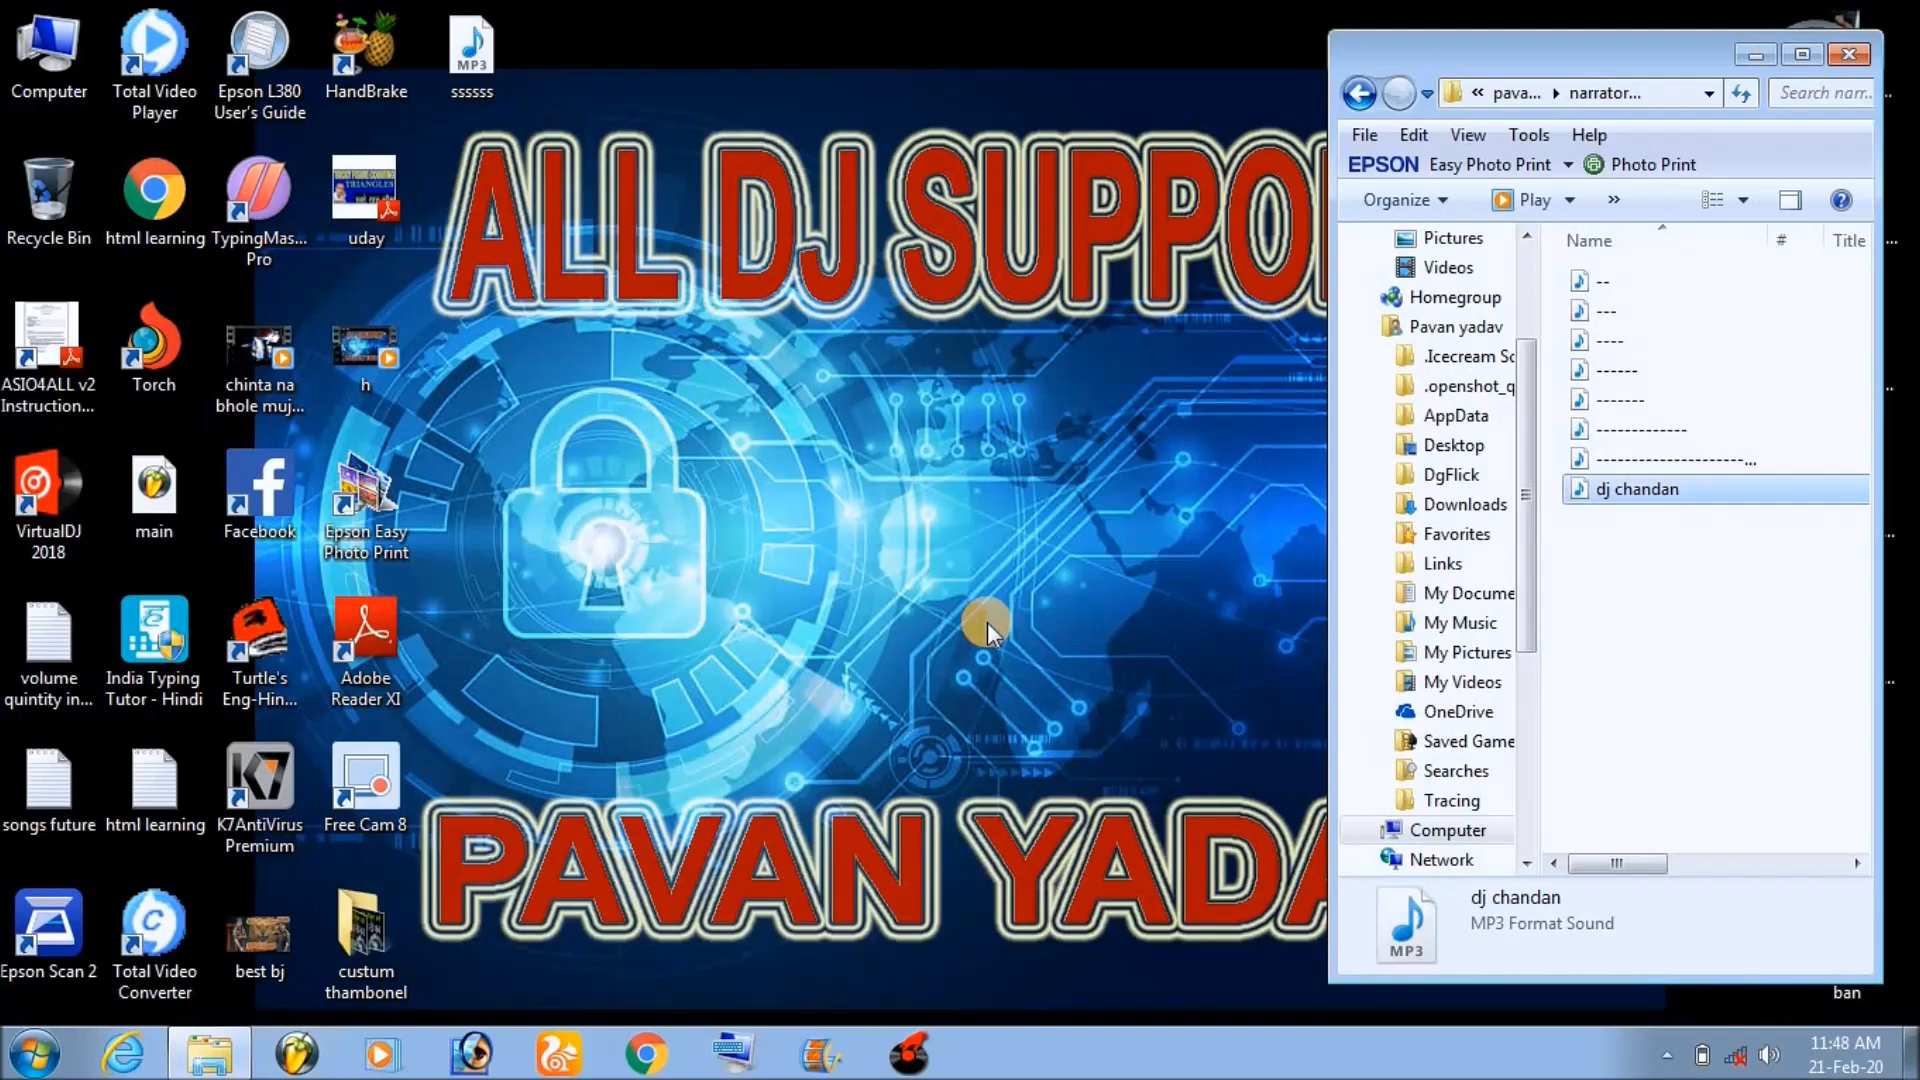 Computer
Total Video
Player
Epson L380
User's Guide
HandBrake
MP3
ssssss
Recycle Bin
html learning
TypingMas...
Pro
TRIANGLES
uday
ASIO4ALL v2
Instruction...
Torch
chinta na
bhole muj...
h
VirtualDJ
2018
main
Facebook
Epson Easy
Photo Print
volume
quintity in...
India Typing
Tutor - Hindi
Turtle's
Eng-Hin...
Adobe
Reader XI
songs future
html learning
K7AntiVirus
Premium
Free Cam 8
Epson Scan 2
Total Video
Converter
best bj
custum
thambonel
ALL DJ SUPPO
PAVAN YADA
« pava... narrator...
Search narr...
File Edit View Tools Help
EPSON Easy Photo Print Photo Print
Organize Play »
Name # Title
Pictures
Videos
Homegroup
Pavan yadav
.Icecream Sc
.openshot_q
AppData
Desktop
DgFlick
Downloads
Favorites
Links
My Docume
My Music
My Pictures
My Videos
OneDrive
Saved Game
Searches
Tracing
Computer
Network
--
---
----
------
-------
-------------
---------------------...
dj chandan
MP3
dj chandan
MP3 Format Sound
ban
11:48 AM
21-Feb-20